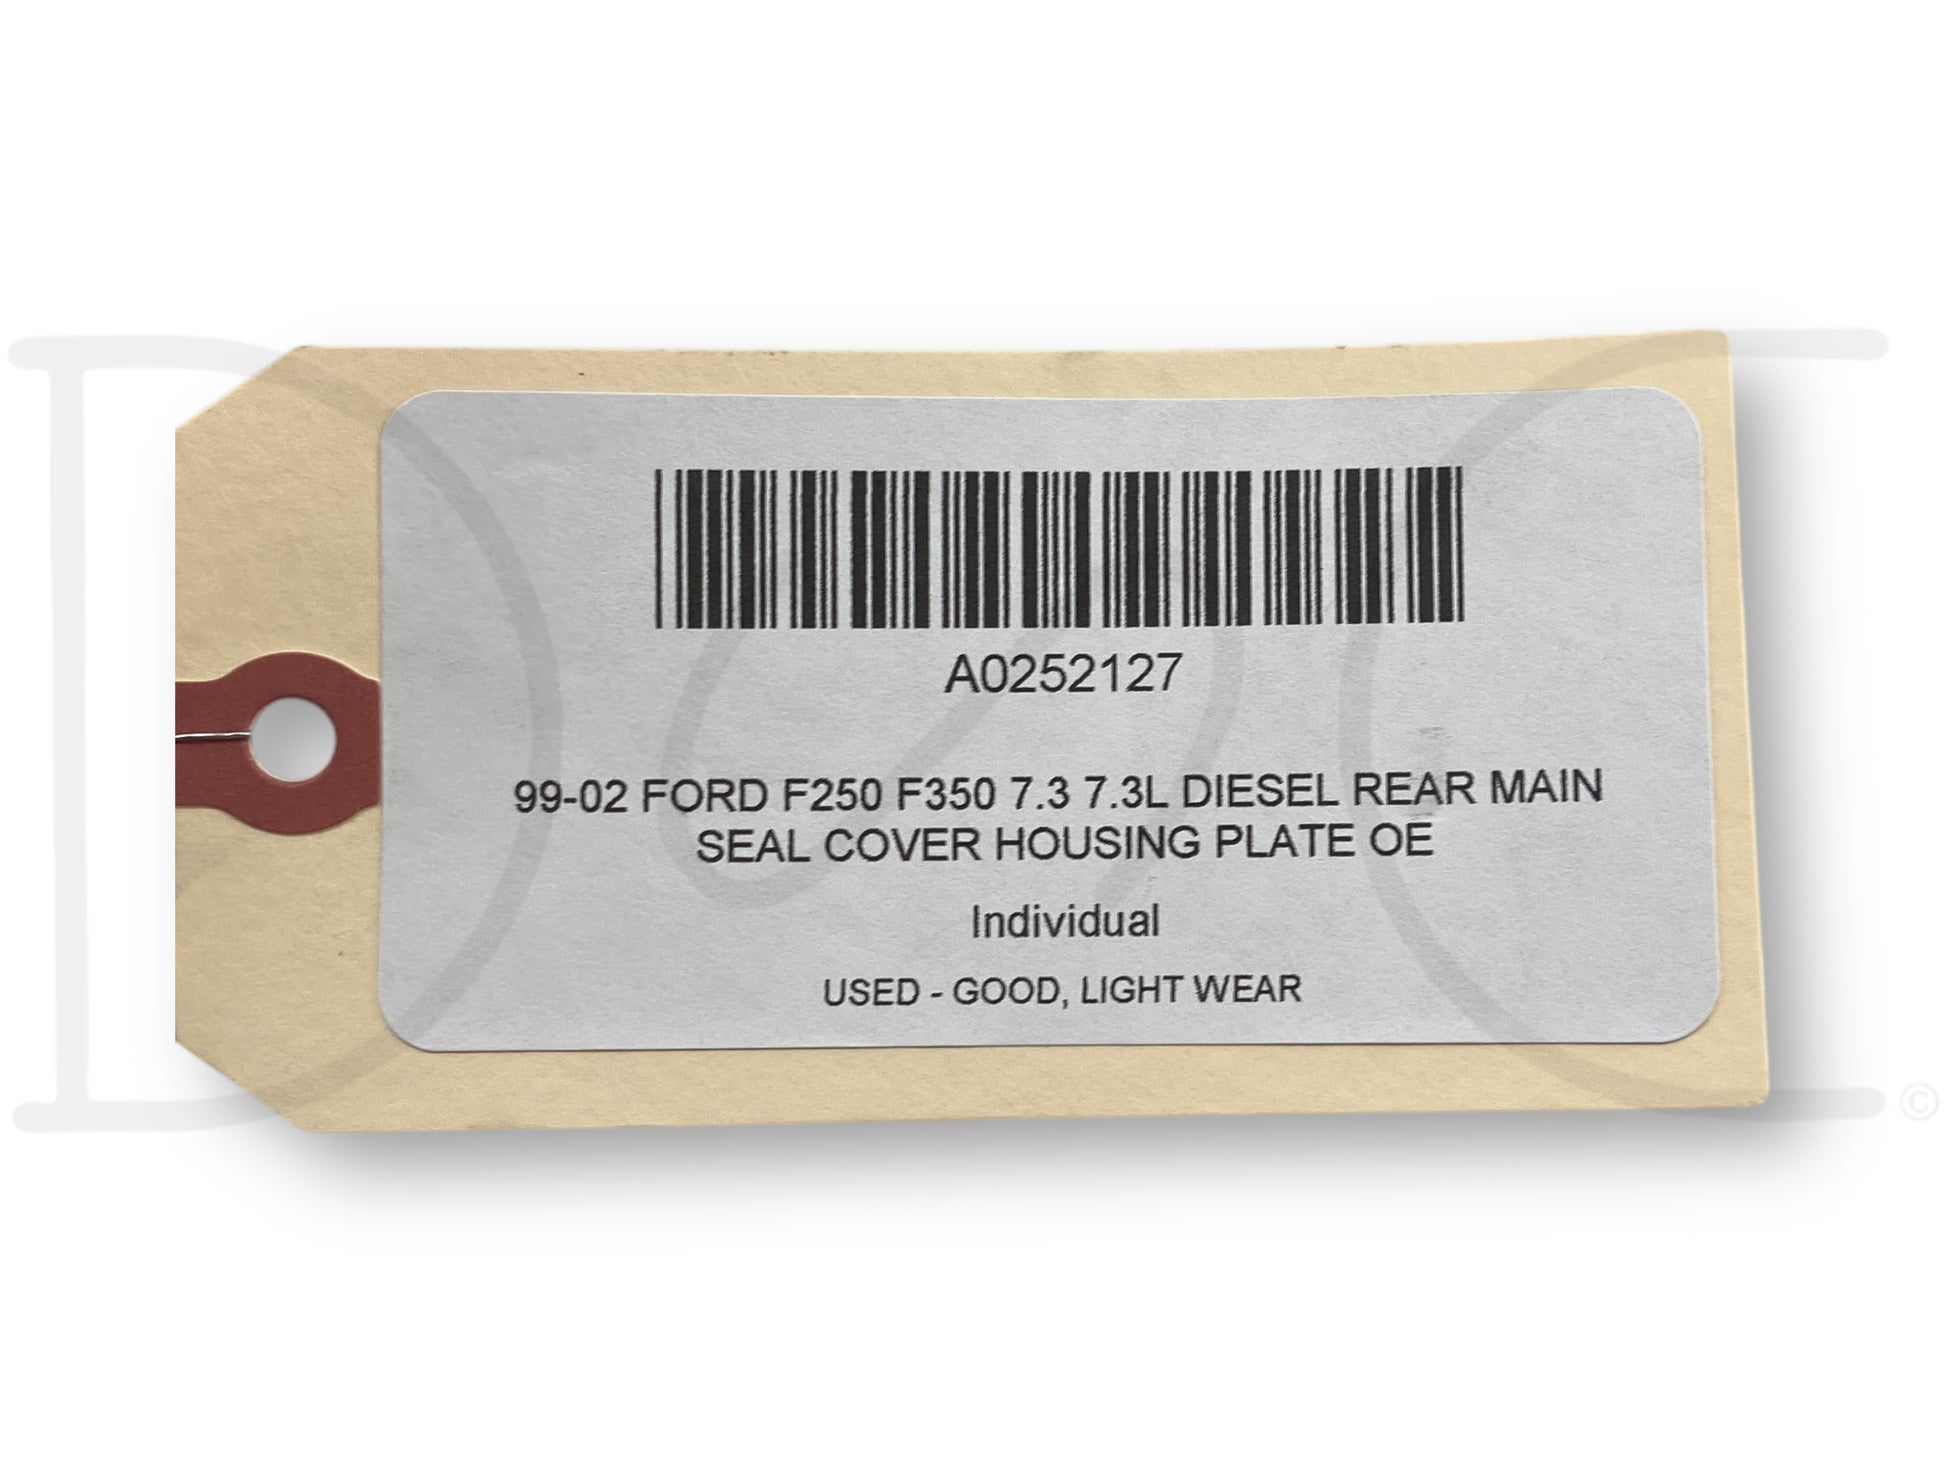 A0252127
99-02 FORD F250 F350 7.3 7.3L DIESEL REAR MAIN
SEAL COVER HOUSING PLATE OE
Individual
USED - GOOD, LIGHT WEAR
©